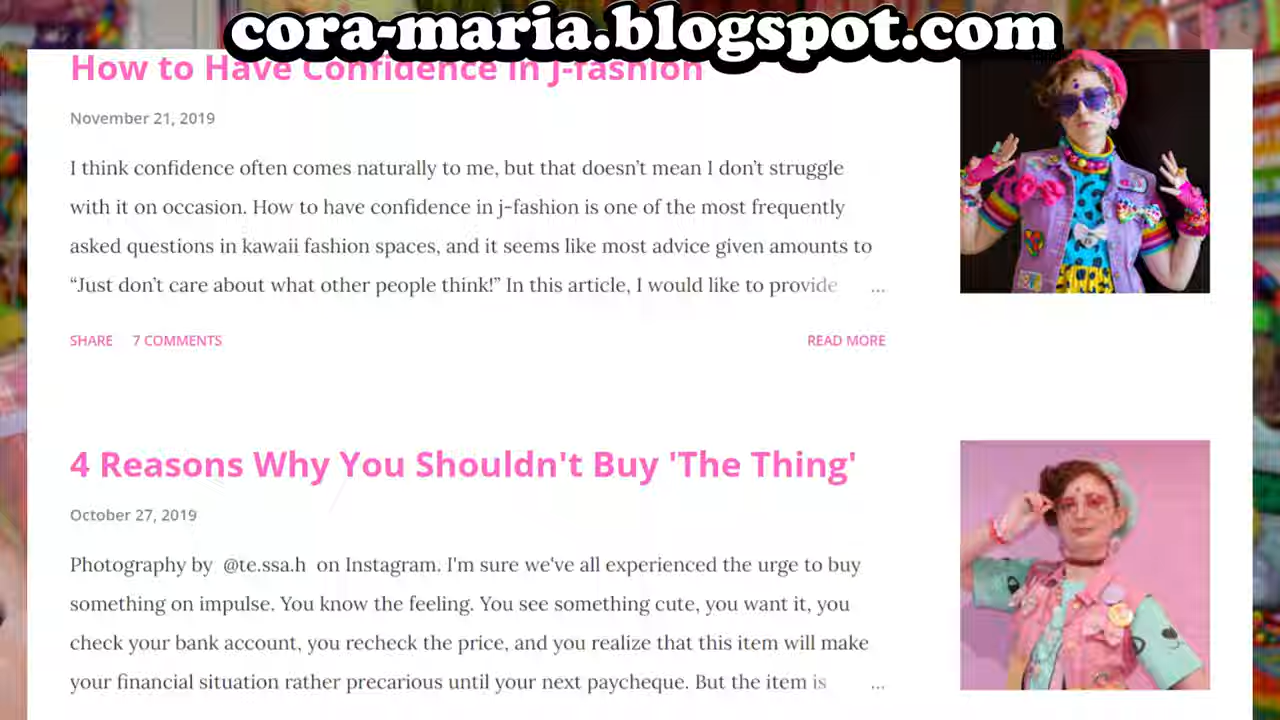 cora-maria.blogspot.com
How to Have Confidence in J-fashion
November 21, 2019
I think confidence often comes naturally to me, but that doesn’t mean I don’t struggle
with it on occasion. How to have confidence in j-fashion is one of the most frequently
asked questions in kawaii fashion spaces, and it seems like most advice given amounts to
“Just don’t care about what other people think!” In this article, I would like to provide ...
SHARE 7 COMMENTS READ MORE
4 Reasons Why You Shouldn't Buy 'The Thing'
October 27, 2019
Photography by @te.ssa.h on Instagram. I'm sure we've all experienced the urge to buy
something on impulse. You know the feeling. You see something cute, you want it, you
check your bank account, you recheck the price, and you realize that this item will make
your financial situation rather precarious until your next paycheque. But the item is ...